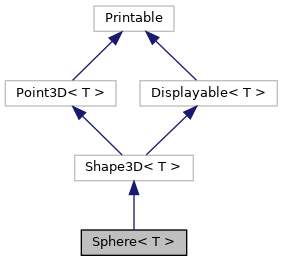 Printable
Point3D< T >
Displayable< T >
Shape3D< T >
Sphere< T >